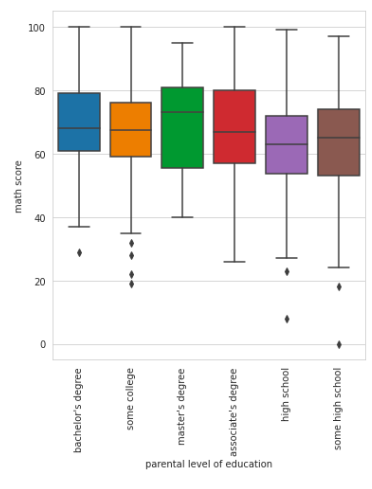 100
80
60
40
20
0
math score
bachelor's degree
some college
master's degree
associate's degree
high school
some high school
parental level of education